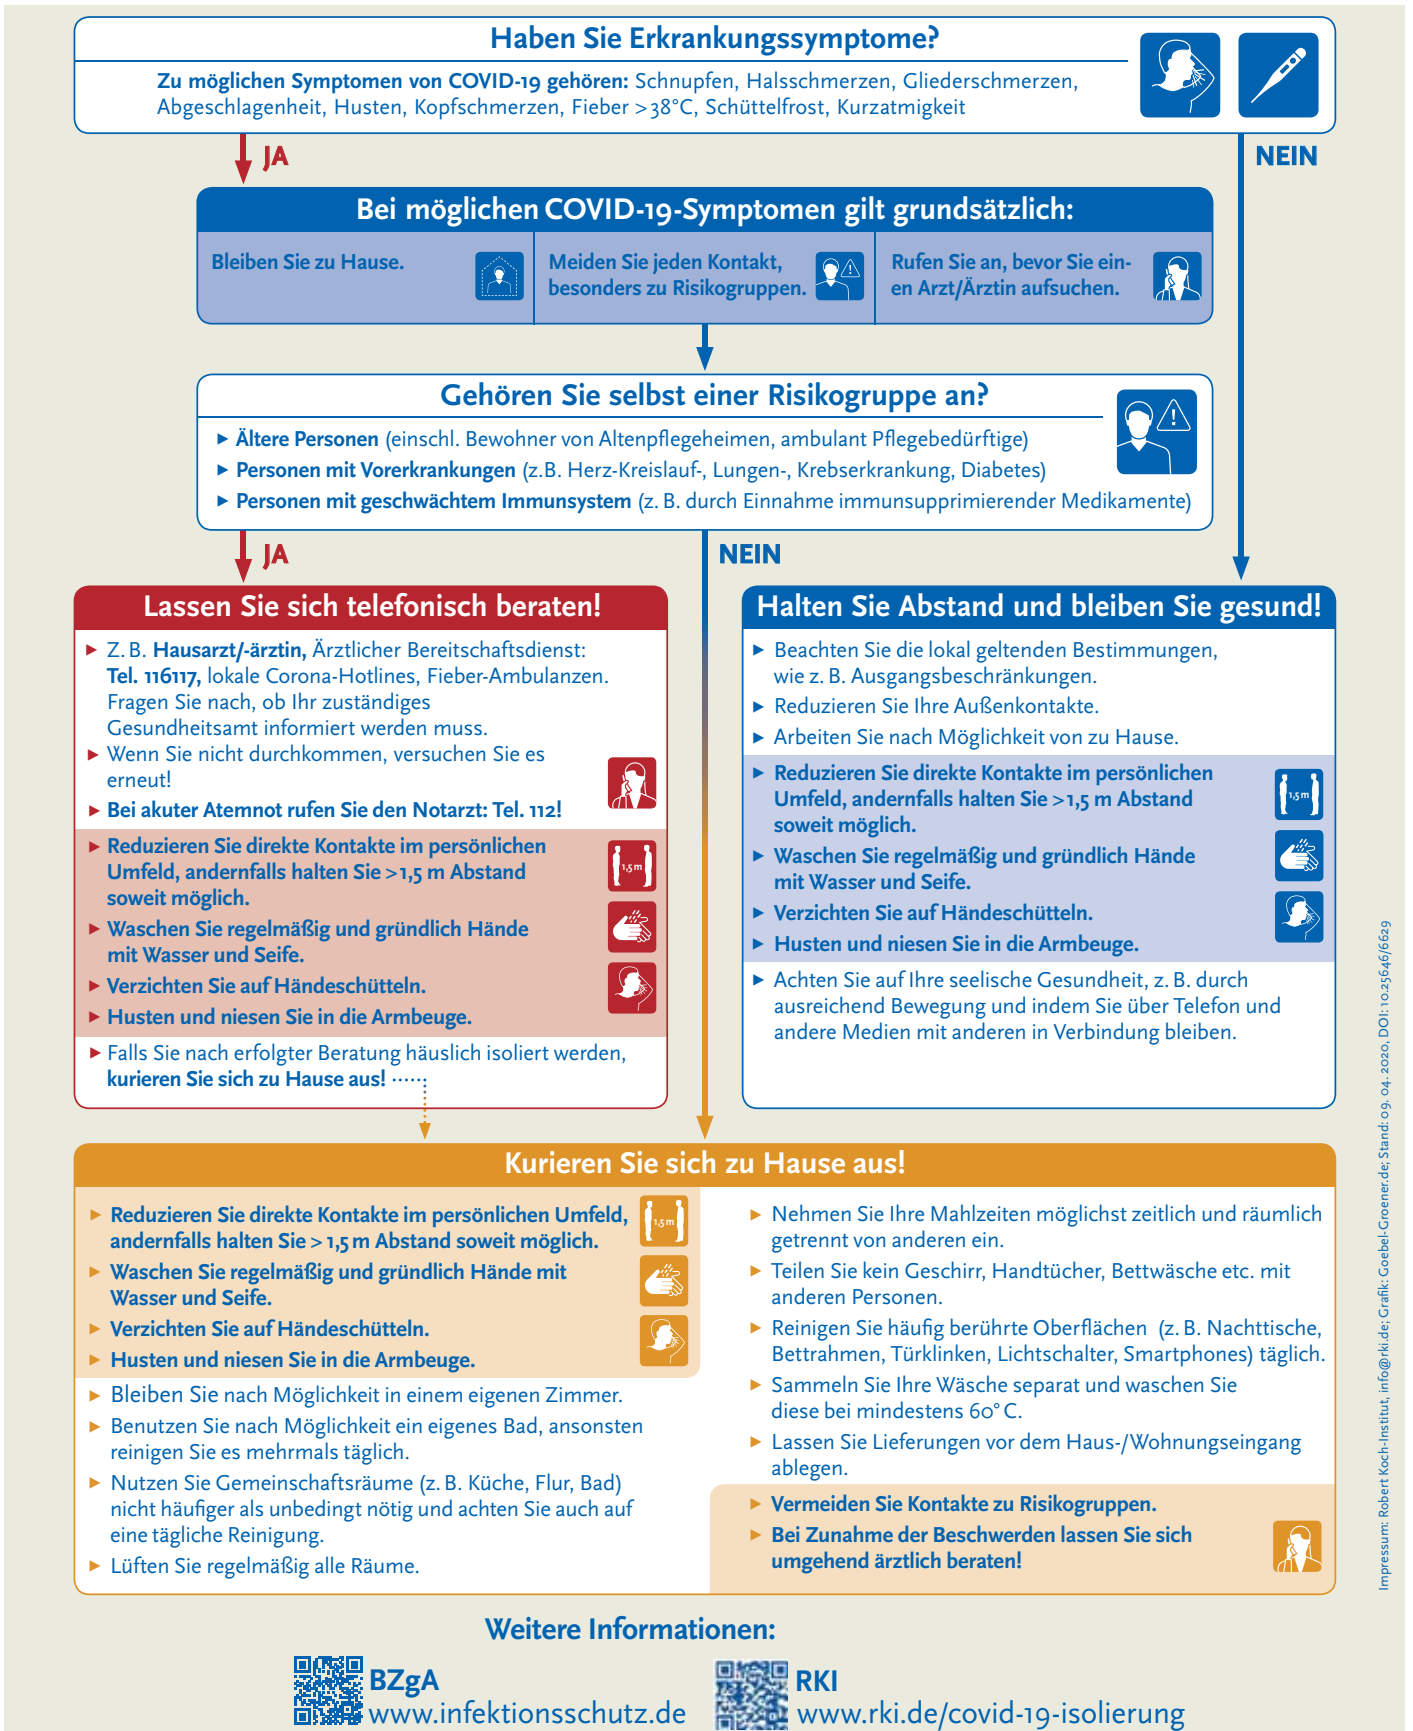 Haben Sie Erkrankungssymptome?
Zu möglichen Symptomen von COVID-19 gehören: Schnupfen, Halsschmerzen, Gliederschmerzen,
Abgeschlagenheit, Husten, Kopfschmerzen, Fieber >38°C, Schüttelfrost, Kurzatmigkeit
JA
NEIN
Bei möglichen COVID-19-Symptomen gilt grundsätzlich:
Bleiben Sie zu Hause.
Meiden Sie jeden Kontakt,
besonders zu Risikogruppen.
Rufen Sie an, bevor Sie ein-
en Arzt/Ärztin aufsuchen.
Gehören Sie selbst einer Risikogruppe an?
▶ Ältere Personen (einschl. Bewohner von Altenpflegeheimen, ambulant Pflegebedürftige)
▶ Personen mit Vorerkrankungen (z.B. Herz-Kreislauf-, Lungen-, Krebserkrankung, Diabetes)
▶ Personen mit geschwächtem Immunsystem (z. B. durch Einnahme immunsupprimierender Medikamente)
JA
NEIN
Lassen Sie sich telefonisch beraten!
▶ Z. B. Hausarzt/-ärztin, Ärztlicher Bereitschaftsdienst:
Tel. 116117, lokale Corona-Hotlines, Fieber-Ambulanzen.
Fragen Sie nach, ob Ihr zuständiges
Gesundheitsamt informiert werden muss.
▶ Wenn Sie nicht durchkommen, versuchen Sie es
erneut!
▶ Bei akuter Atemnot rufen Sie den Notarzt: Tel. 112!
▶ Reduzieren Sie direkte Kontakte im persönlichen
Umfeld, andernfalls halten Sie >1,5 m Abstand
soweit möglich.
1,5 m
▶ Waschen Sie regelmäßig und gründlich Hände
mit Wasser und Seife.
▶ Verzichten Sie auf Händeschütteln.
▶ Husten und niesen Sie in die Armbeuge.
▶ Falls Sie nach erfolgter Beratung häuslich isoliert werden,
kurieren Sie sich zu Hause aus! ......
Halten Sie Abstand und bleiben Sie gesund!
▶ Beachten Sie die lokal geltenden Bestimmungen,
wie z. B. Ausgangsbeschränkungen.
▶ Reduzieren Sie Ihre Außenkontakte.
▶ Arbeiten Sie nach Möglichkeit von zu Hause.
▶ Reduzieren Sie direkte Kontakte im persönlichen
Umfeld, andernfalls halten Sie >1,5 m Abstand
soweit möglich.
1,5 m
▶ Waschen Sie regelmäßig und gründlich Hände
mit Wasser und Seife.
▶ Verzichten Sie auf Händeschütteln.
▶ Husten und niesen Sie in die Armbeuge.
▶ Achten Sie auf Ihre seelische Gesundheit, z. B. durch
ausreichend Bewegung und indem Sie über Telefon und
andere Medien mit anderen in Verbindung bleiben.
Kurieren Sie sich zu Hause aus!
▶ Reduzieren Sie direkte Kontakte im persönlichen Umfeld,
andernfalls halten Sie > 1,5 m Abstand soweit möglich.
1,5 m
▶ Waschen Sie regelmäßig und gründlich Hände mit
Wasser und Seife.
▶ Verzichten Sie auf Händeschütteln.
▶ Husten und niesen Sie in die Armbeuge.
▶ Bleiben Sie nach Möglichkeit in einem eigenen Zimmer.
▶ Benutzen Sie nach Möglichkeit ein eigenes Bad, ansonsten
reinigen Sie es mehrmals täglich.
▶ Nutzen Sie Gemeinschaftsräume (z. B. Küche, Flur, Bad)
nicht häufiger als unbedingt nötig und achten Sie auch auf
eine tägliche Reinigung.
▶ Lüften Sie regelmäßig alle Räume.
▶ Nehmen Sie Ihre Mahlzeiten möglichst zeitlich und räumlich
getrennt von anderen ein.
▶ Teilen Sie kein Geschirr, Handtücher, Bettwäsche etc. mit
anderen Personen.
▶ Reinigen Sie häufig berührte Oberflächen (z. B. Nachttische,
Bettrahmen, Türklinken, Lichtschalter, Smartphones) täglich.
▶ Sammeln Sie Ihre Wäsche separat und waschen Sie
diese bei mindestens 60° C.
▶ Lassen Sie Lieferungen vor dem Haus-/Wohnungseingang
ablegen.
▶ Vermeiden Sie Kontakte zu Risikogruppen.
▶ Bei Zunahme der Beschwerden lassen Sie sich
umgehend ärztlich beraten!
Weitere Informationen:
BZgA
www.infektionsschutz.de
RKI
www.rki.de/covid-19-isolierung
Impressum: Robert Koch-Institut, info@rki.de; Grafik: Goebel-Groener.de; Stand: 09. 04. 2020, DOI: 10.25646/6629